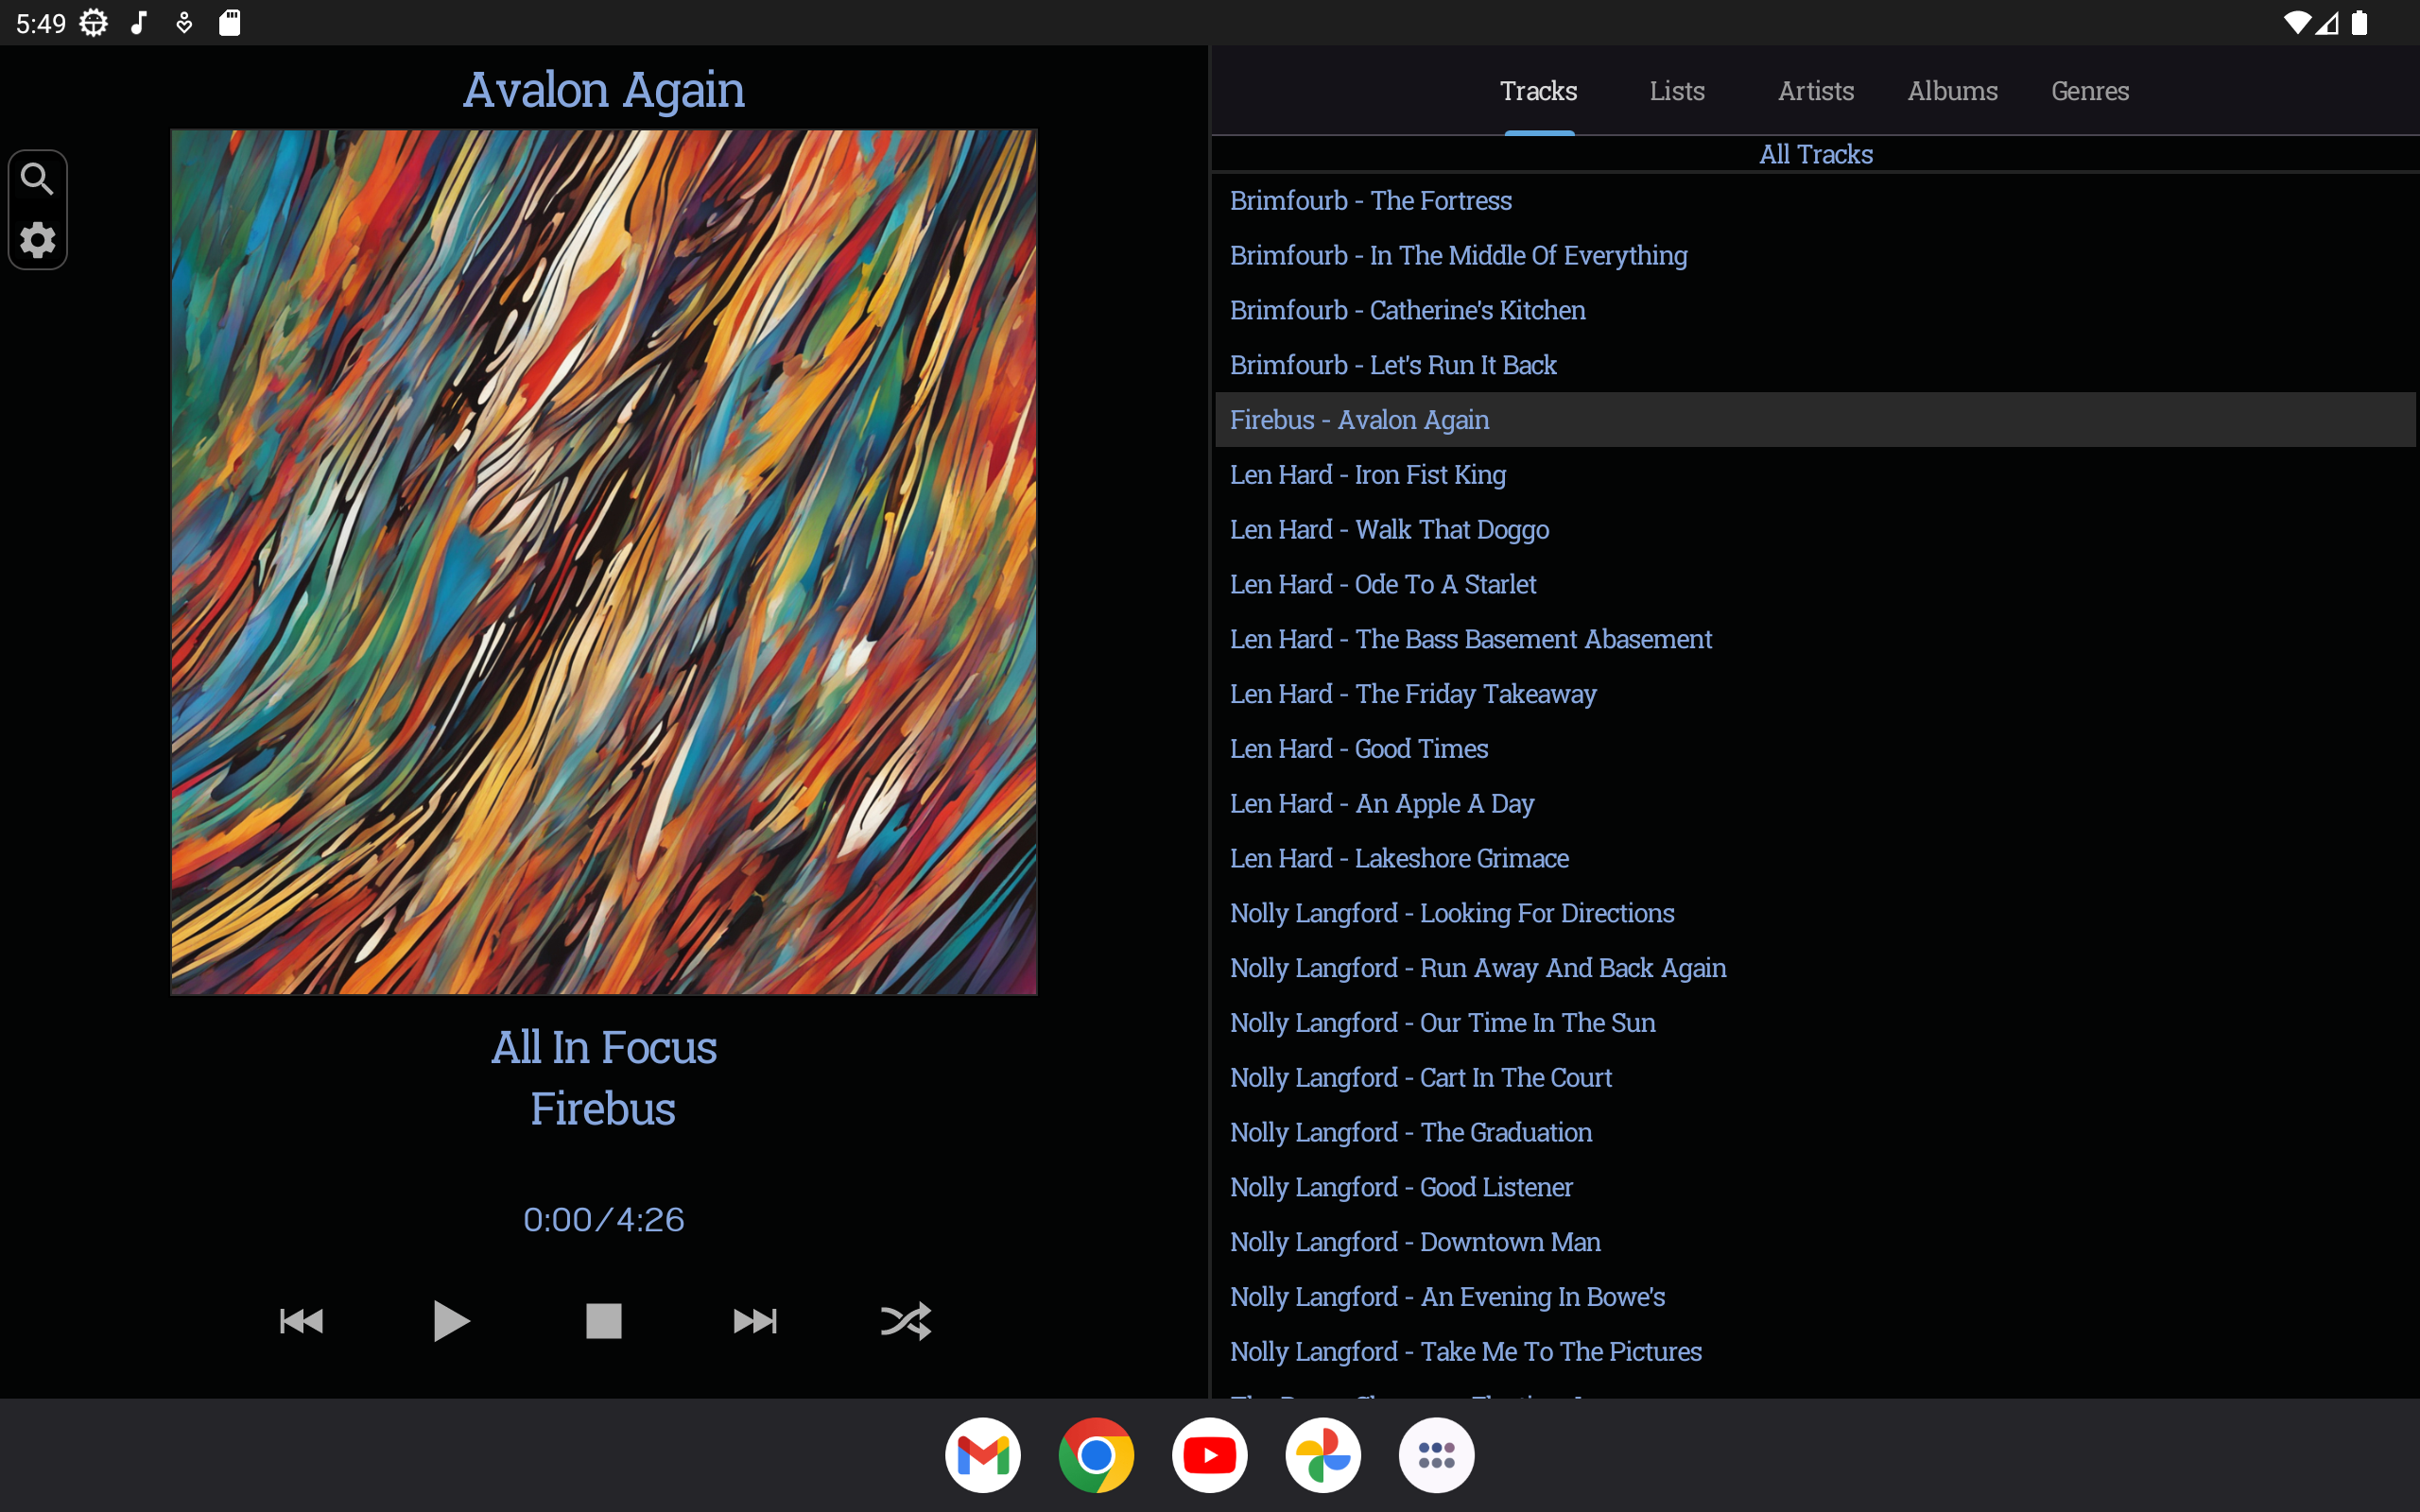 5:49
Avalon Again
All In Focus
Firebus
0:00/4:26
Tracks Lists Artists Albums Genres
All Tracks
Brimfourb - The Fortress
Brimfourb - In The Middle Of Everything
Brimfourb - Catherine's Kitchen
Brimfourb - Let's Run It Back
Firebus - Avalon Again
Len Hard - Iron Fist King
Len Hard - Walk That Doggo
Len Hard - Ode To A Starlet
Len Hard - The Bass Basement Abasement
Len Hard - The Friday Takeaway
Len Hard - Good Times
Len Hard - An Apple A Day
Len Hard - Lakeshore Grimace
Nolly Langford - Looking For Directions
Nolly Langford - Run Away And Back Again
Nolly Langford - Our Time In The Sun
Nolly Langford - Cart In The Court
Nolly Langford - The Graduation
Nolly Langford - Good Listener
Nolly Langford - Downtown Man
Nolly Langford - An Evening In Bowe's
Nolly Langford - Take Me To The Pictures